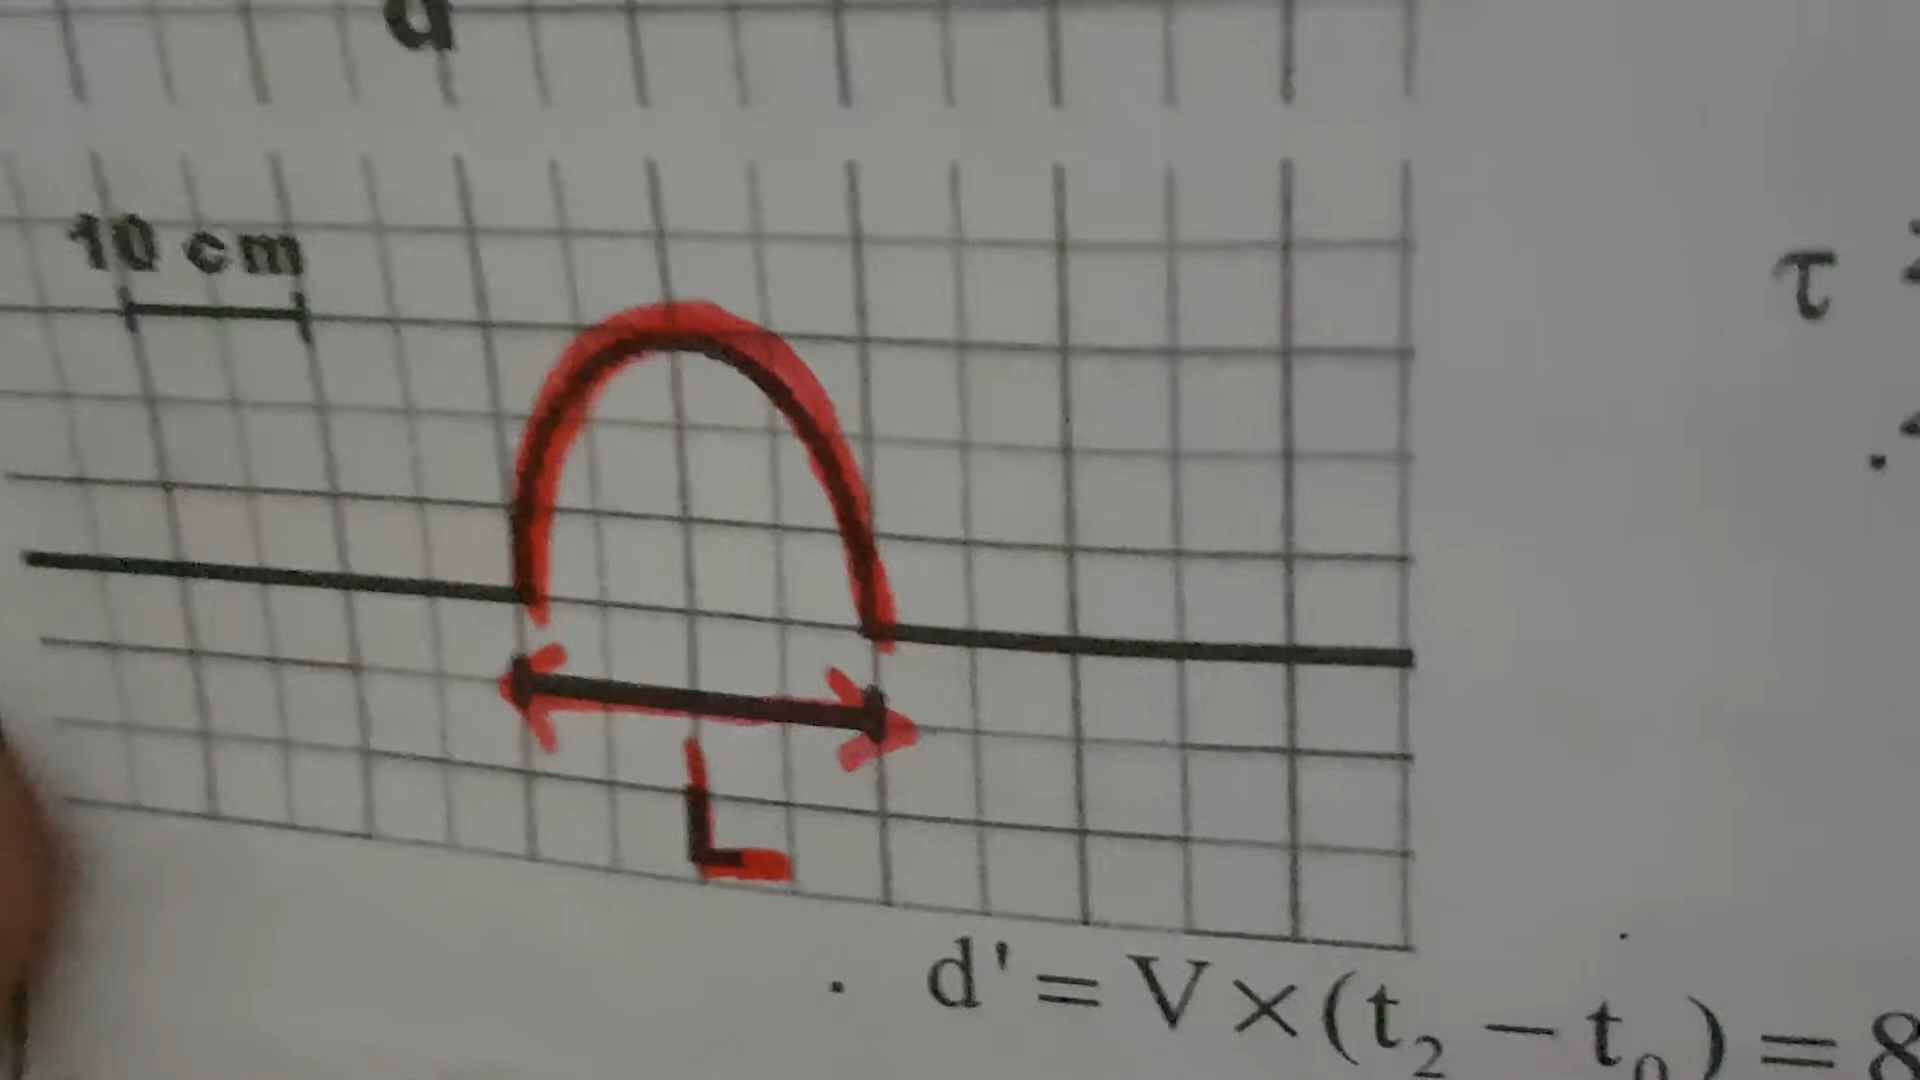 d
10 cm
τ
L
. d' = V × (t₂ − t₀) = 8